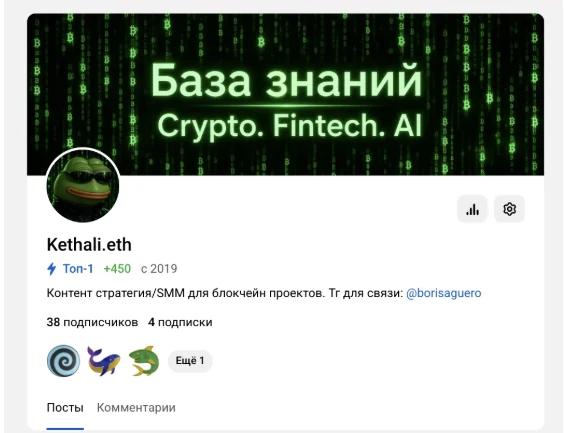 База знаний
Crypto. Fintech. AI
Kethali.eth
Топ-1 +450 с 2019
Контент стратегия/SMM для блокчейн проектов. Тг для связи: @borisaguero
38 подписчиков 4 подписки
Ещё 1
Посты Комментарии